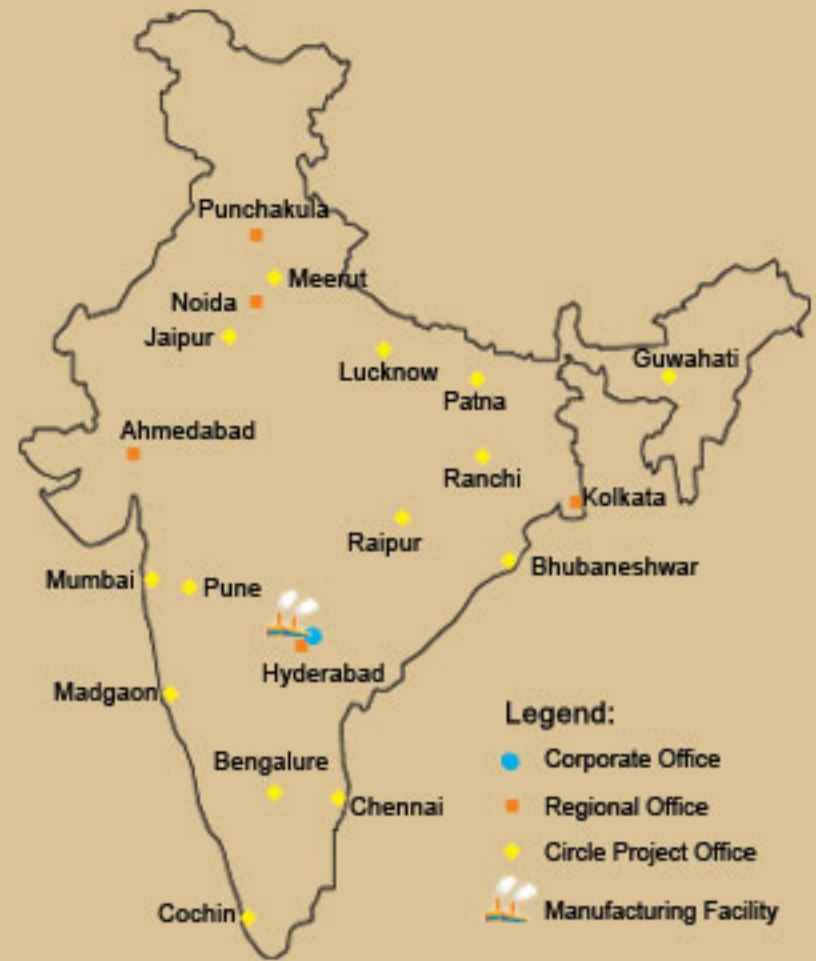 Punchakula
Meerut
Noida
Jaipur
Lucknow
Guwahati
Patna
Ahmedabad
Ranchi
Kolkata
Raipur
Bhubaneshwar
Mumbai
Pune
Hyderabad
Madgaon
Legend:
Corporate Office
Bengalure
Regional Office
Chennai
Circle Project Office
Cochin
Manufacturing Facility